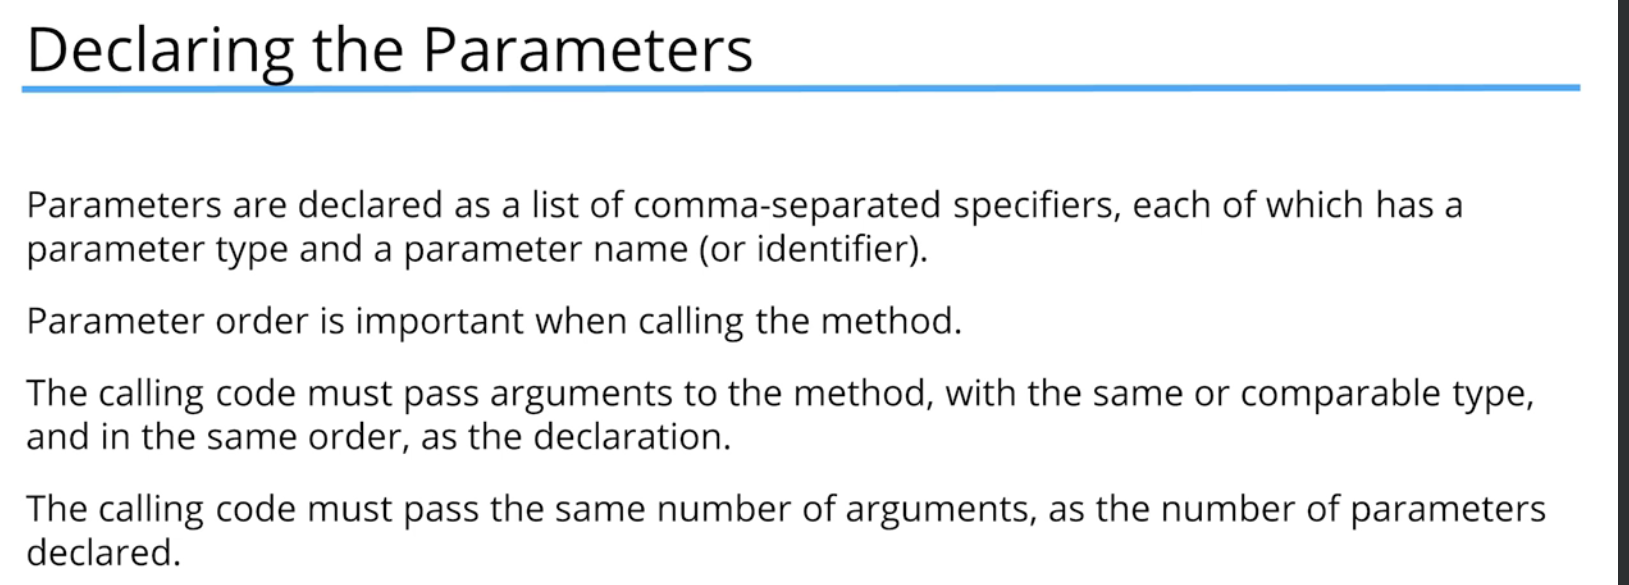 Declaring the Parameters
Parameters are declared as a list of comma-separated specifiers, each of which has a
parameter type and a parameter name (or identifier).
Parameter order is important when calling the method.
The calling code must pass arguments to the method, with the same or comparable type,
and in the same order, as the declaration.
The calling code must pass the same number of arguments, as the number of parameters
declared.